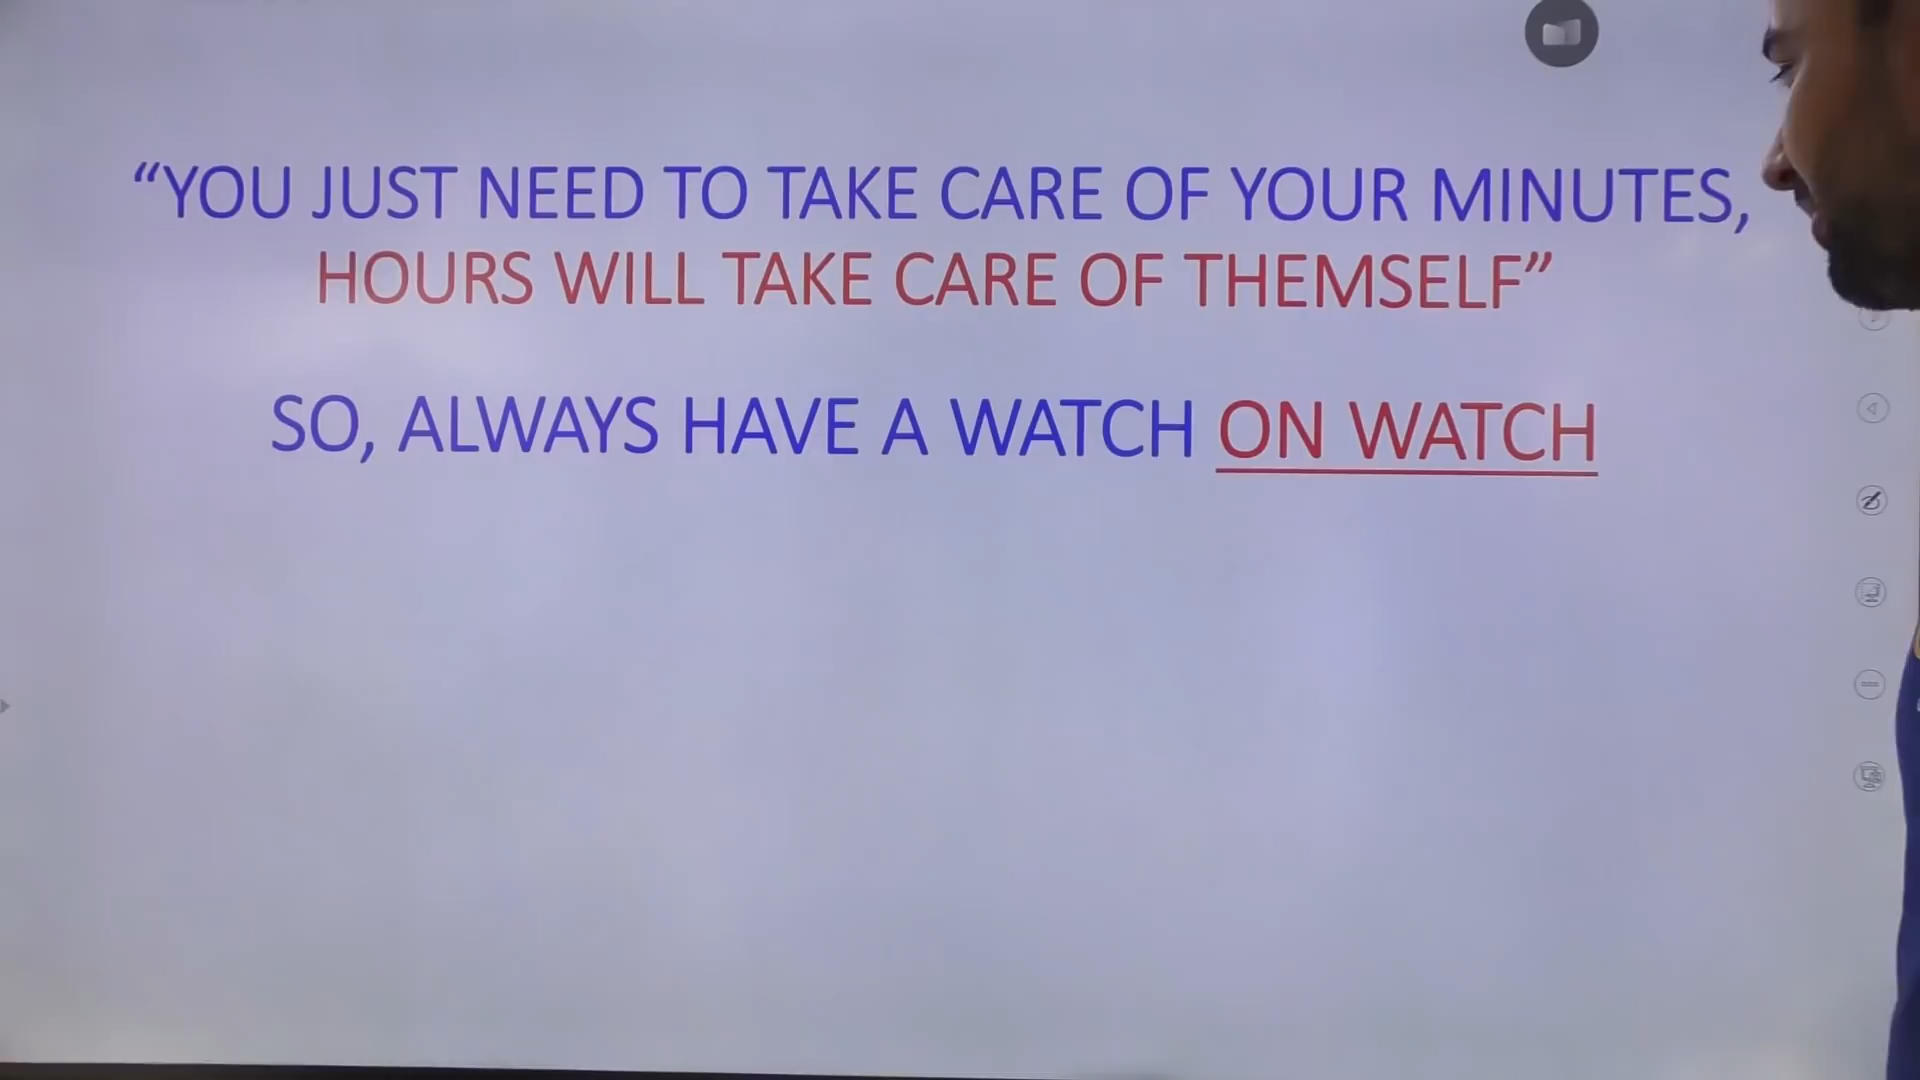 “YOU JUST NEED TO TAKE CARE OF YOUR MINUTES,
HOURS WILL TAKE CARE OF THEMSELF”
SO, ALWAYS HAVE A WATCH ON WATCH